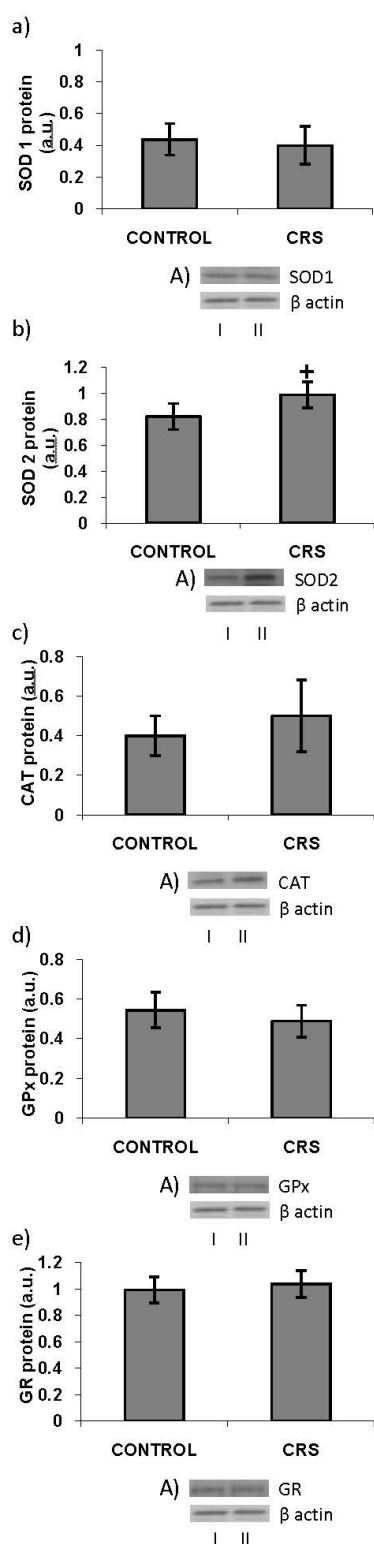 a)
SOD 1 protein
(a.u.)
1
0.8
0.6
0.4
0.2
0
CONTROL CRS
A) SOD1
β actin
I II
b)
SOD 2 protein
(a.u.)
1.2
+
1
0.8
0.6
0.4
0.2
0
CONTROL CRS
A) SOD2
β actin
I II
c)
CAT protein (a.u.)
0.8
0.6
0.4
0.2
0
CONTROL CRS
A) CAT
β actin
I II
d)
GPx protein (a.u.)
0.8
0.6
0.4
0.2
0
CONTROL CRS
A) GPx
β actin
I II
e)
GR protein (a.u.)
1.2
1
0.8
0.6
0.4
0.2
0
CONTROL CRS
A) GR
β actin
I II